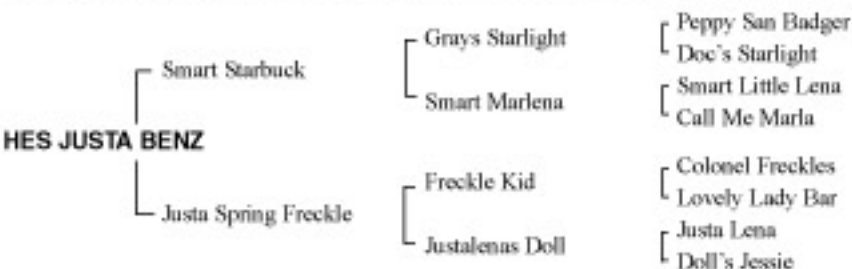 Peppy San Badger
Grays Starlight
Doc's Starlight
Smart Starbuck
Smart Little Lena
Smart Marlena
Call Me Marla
HES JUSTA BENZ
Colonel Freckles
Freckle Kid
Lovely Lady Bar
Justa Spring Freckle
Justa Lena
Justalenas Doll
Doll's Jessie